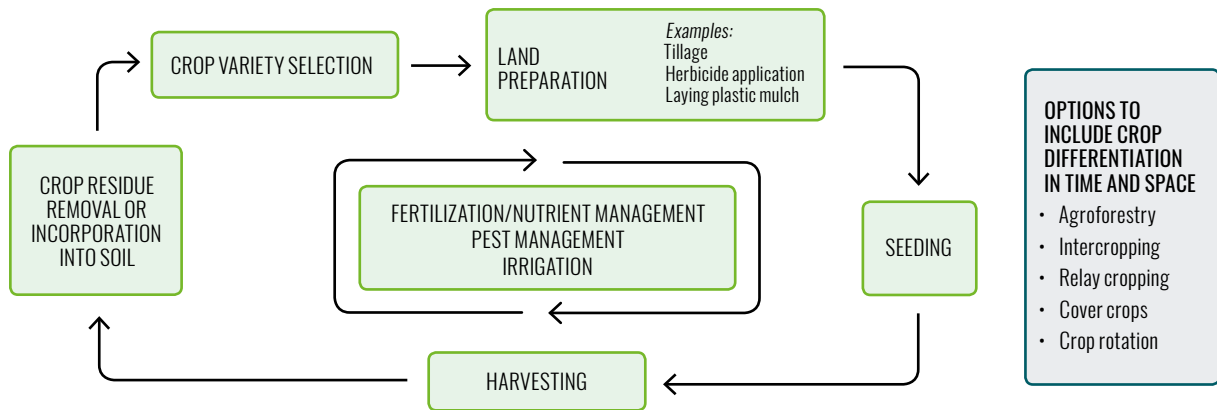 CROP VARIETY SELECTION
LAND
PREPARATION
Examples:
Tillage
Herbicide application
Laying plastic mulch
CROP RESIDUE
REMOVAL OR
INCORPORATION
INTO SOIL
FERTILIZATION/NUTRIENT MANAGEMENT
PEST MANAGEMENT
IRRIGATION
SEEDING
HARVESTING
OPTIONS TO
INCLUDE CROP
DIFFERENTIATION
IN TIME AND SPACE
• Agroforestry
• Intercropping
• Relay cropping
• Cover crops
• Crop rotation